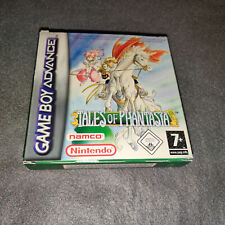 GAME BOY ADVANCE
TALES OF PHANTASIA
namco
Nintendo
7+